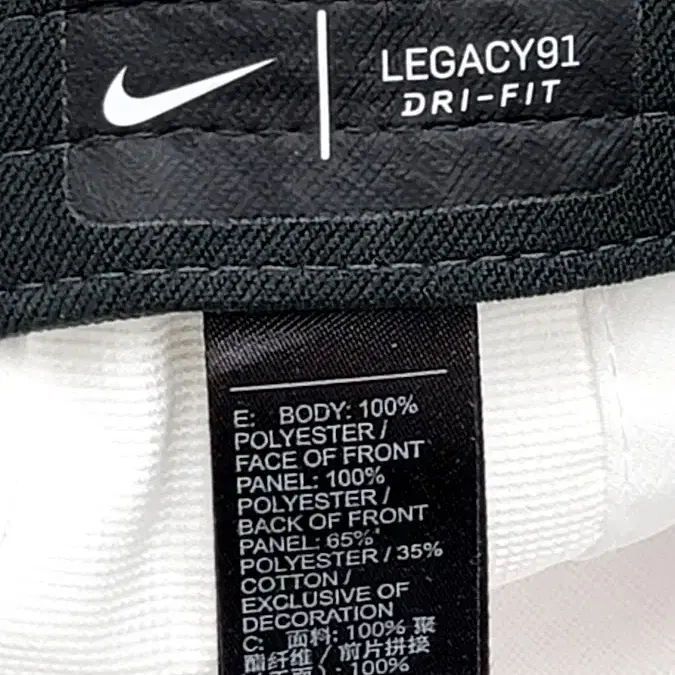 LEGACY91
DRI-FIT
E: BODY: 100%
POLYESTER /
FACE OF FRONT
PANEL: 100%
POLYESTER /
BACK OF FRONT
PANEL: 65%
POLYESTER / 35%
COTTON /
EXCLUSIVE OF
DECORATION
C: 面料: 100% 聚
酯纤维 / 前片拼接
100%